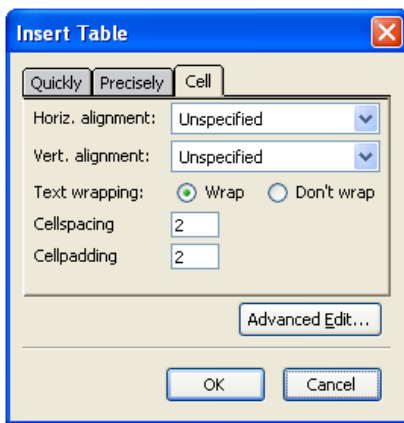 Insert Table
Quickly Precisely Cell
Horiz. alignment: Unspecified
Vert. alignment: Unspecified
Text wrapping: Wrap Don't wrap
Cellspacing 2
Cellpadding 2
Advanced Edit...
OK Cancel